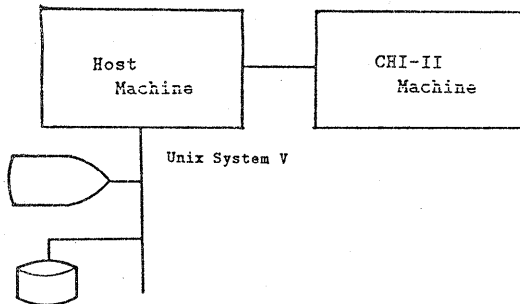 Host
Machine
CHI-II
Machine
Unix System V